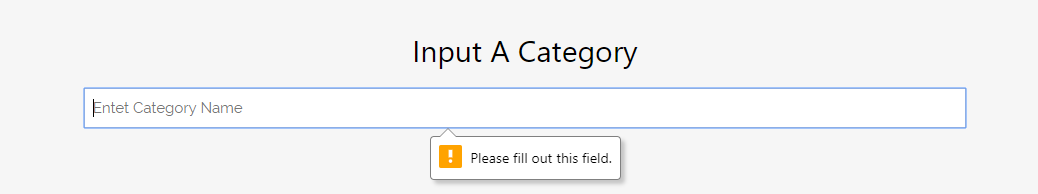 Input A Category
Entet Category Name
Please fill out this field.